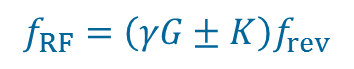 f_RF = (γG ± K)f_rev